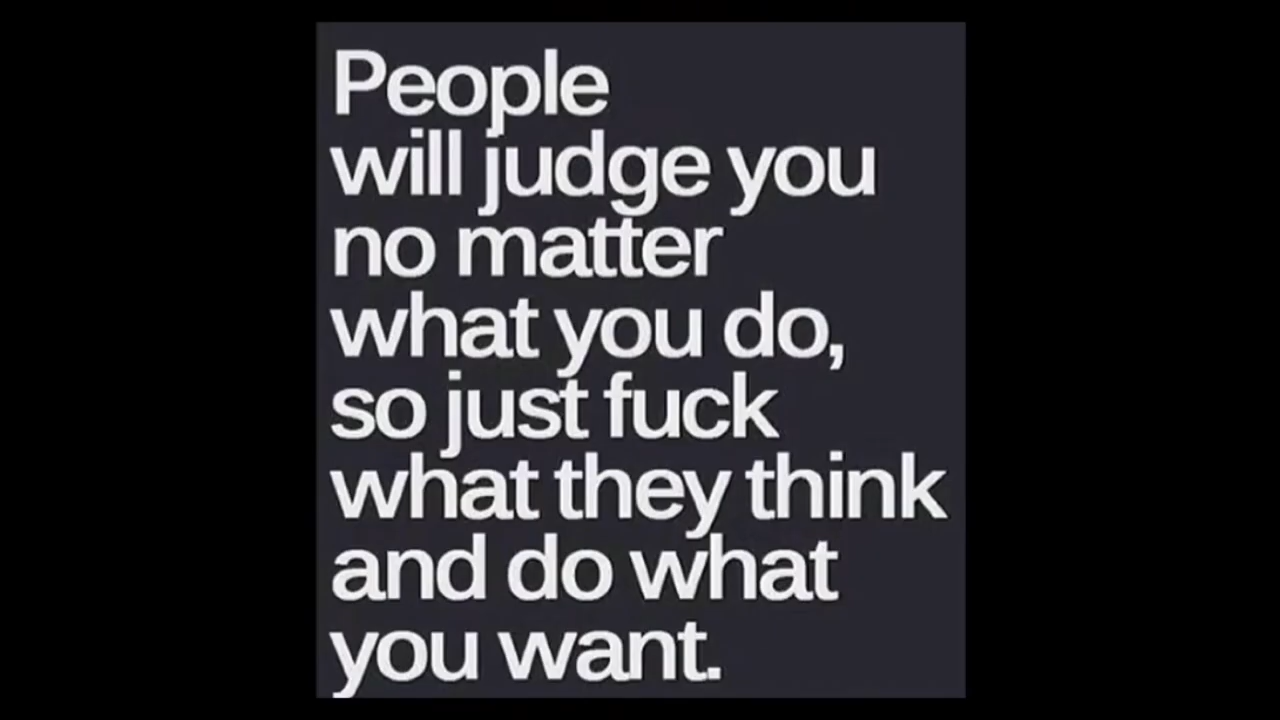 People
will judge you
no matter
what you do,
so just fuck
what they think
and do what
you want.